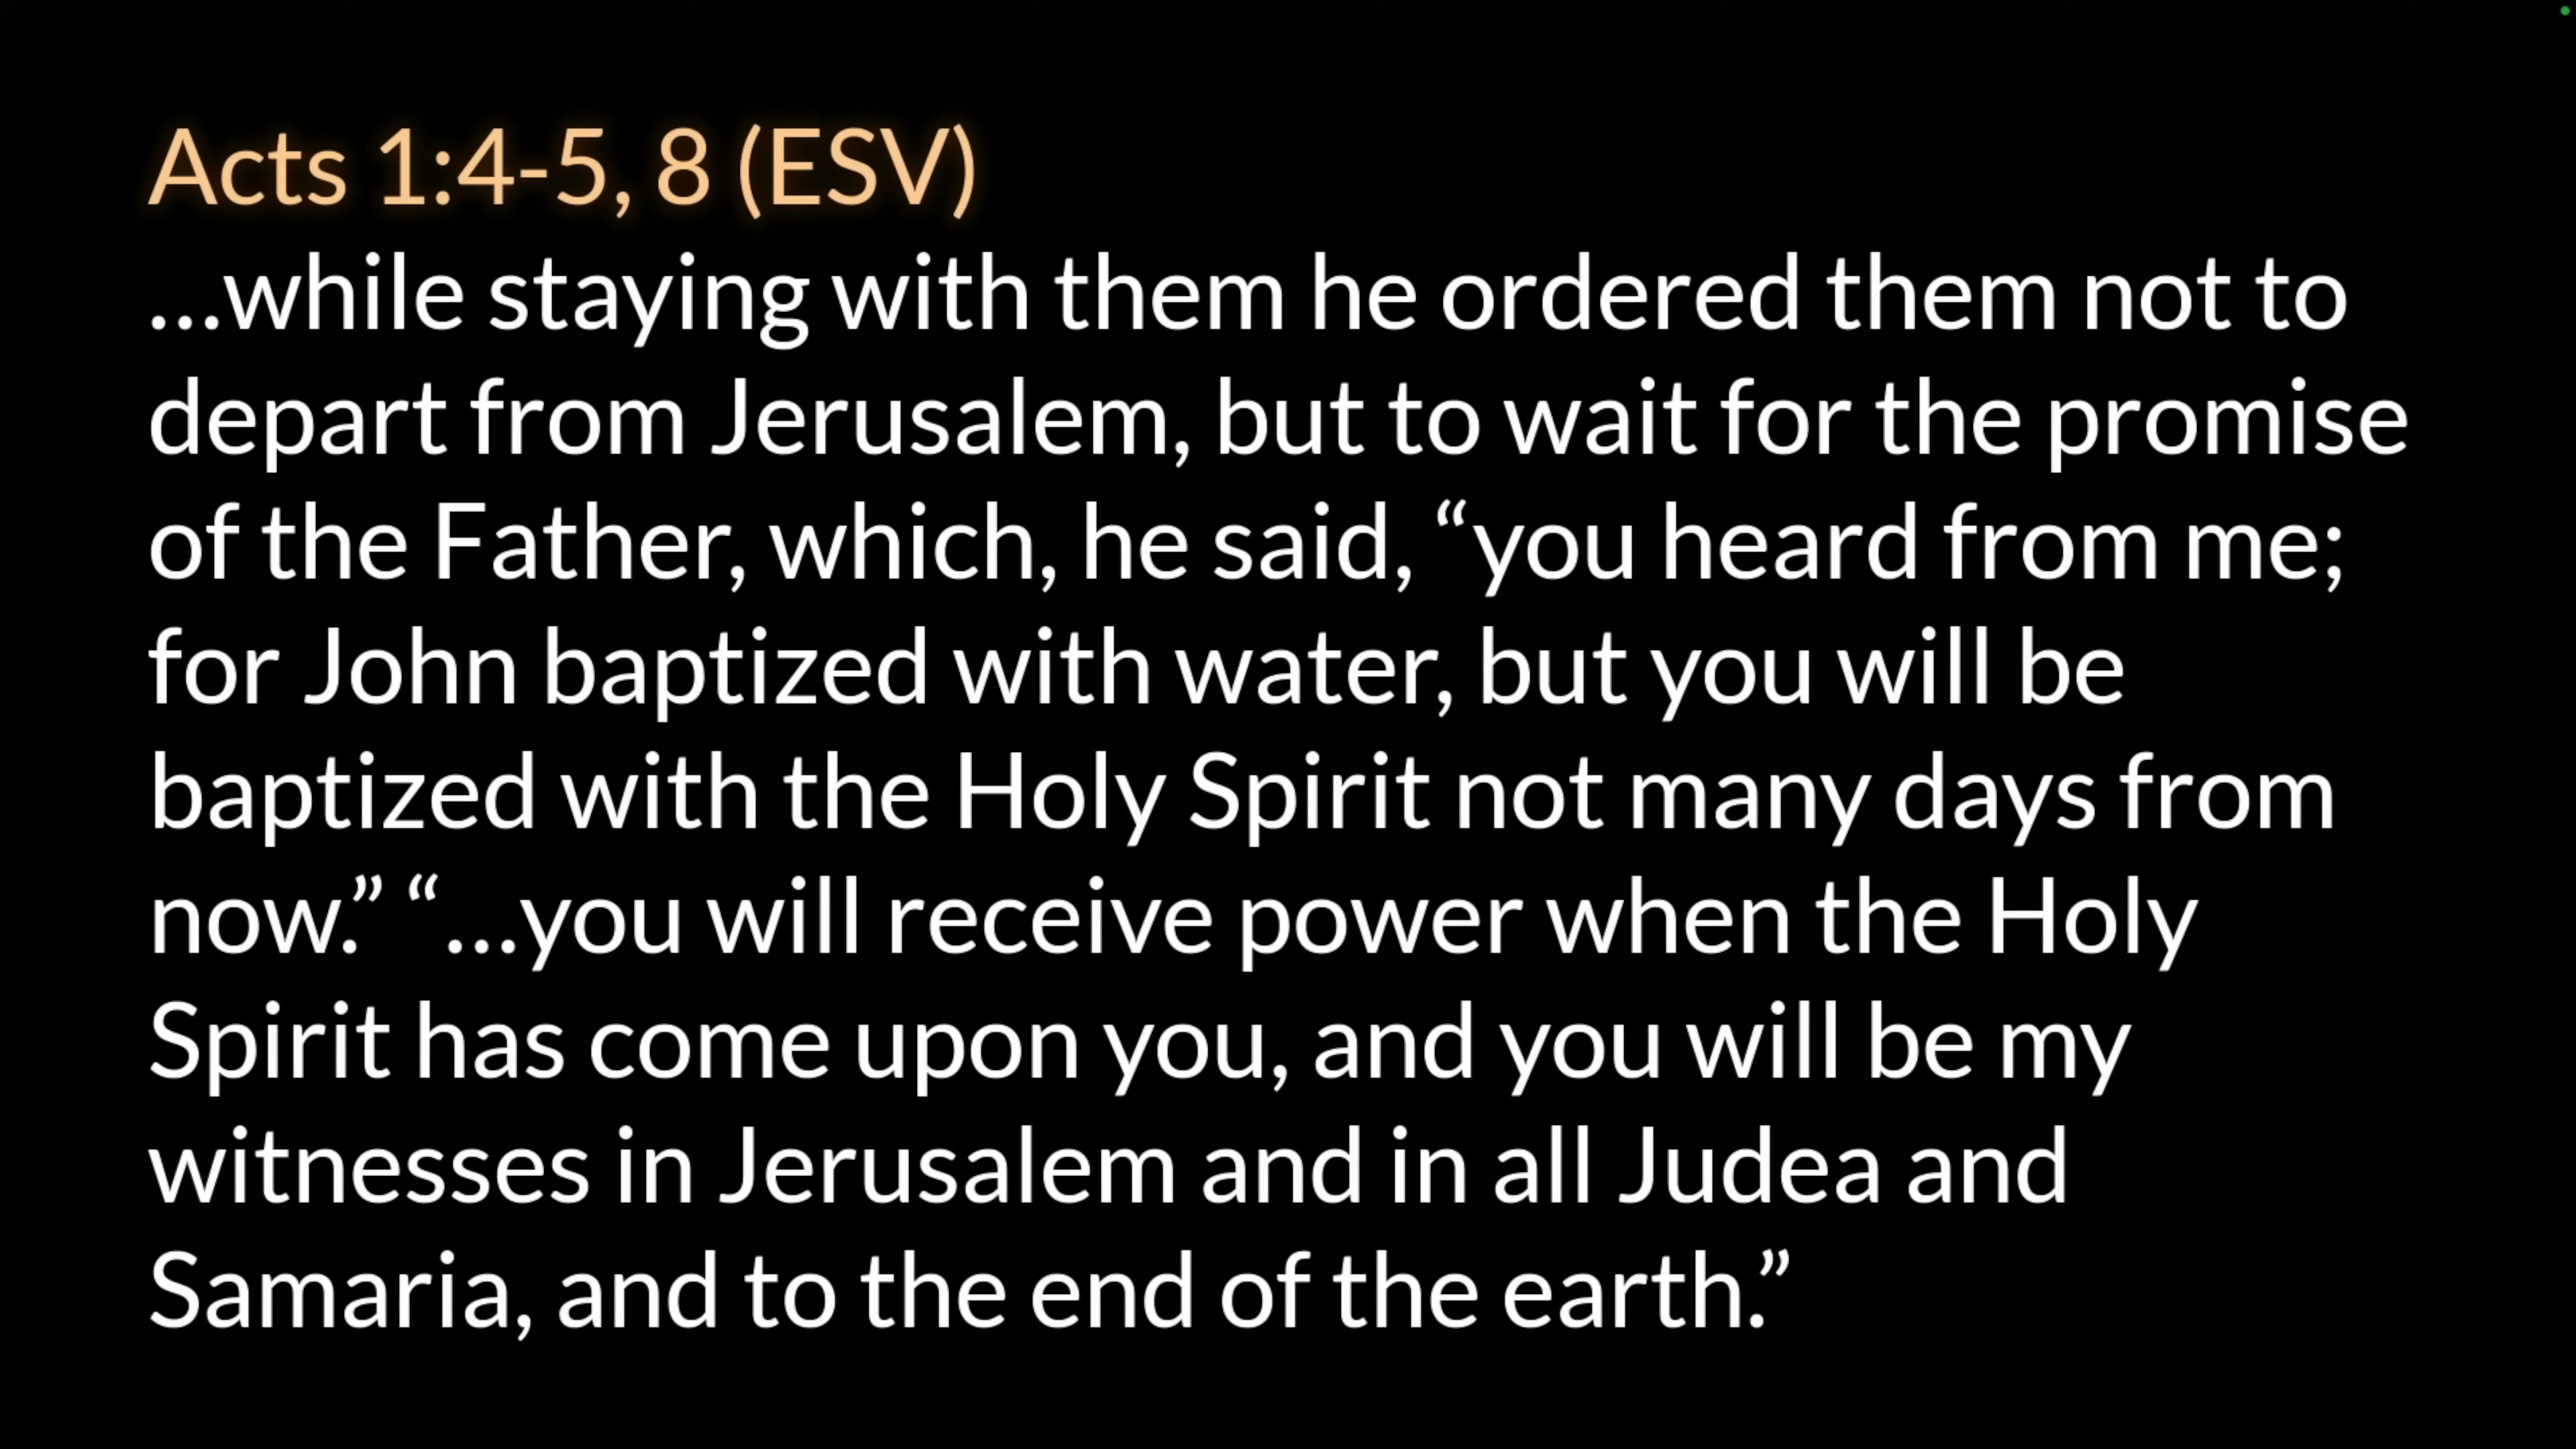 Acts 1:4-5, 8 (ESV)
…while staying with them he ordered them not to
depart from Jerusalem, but to wait for the promise
of the Father, which, he said, “you heard from me;
for John baptized with water, but you will be
baptized with the Holy Spirit not many days from
now.” “…you will receive power when the Holy
Spirit has come upon you, and you will be my
witnesses in Jerusalem and in all Judea and
Samaria, and to the end of the earth.”